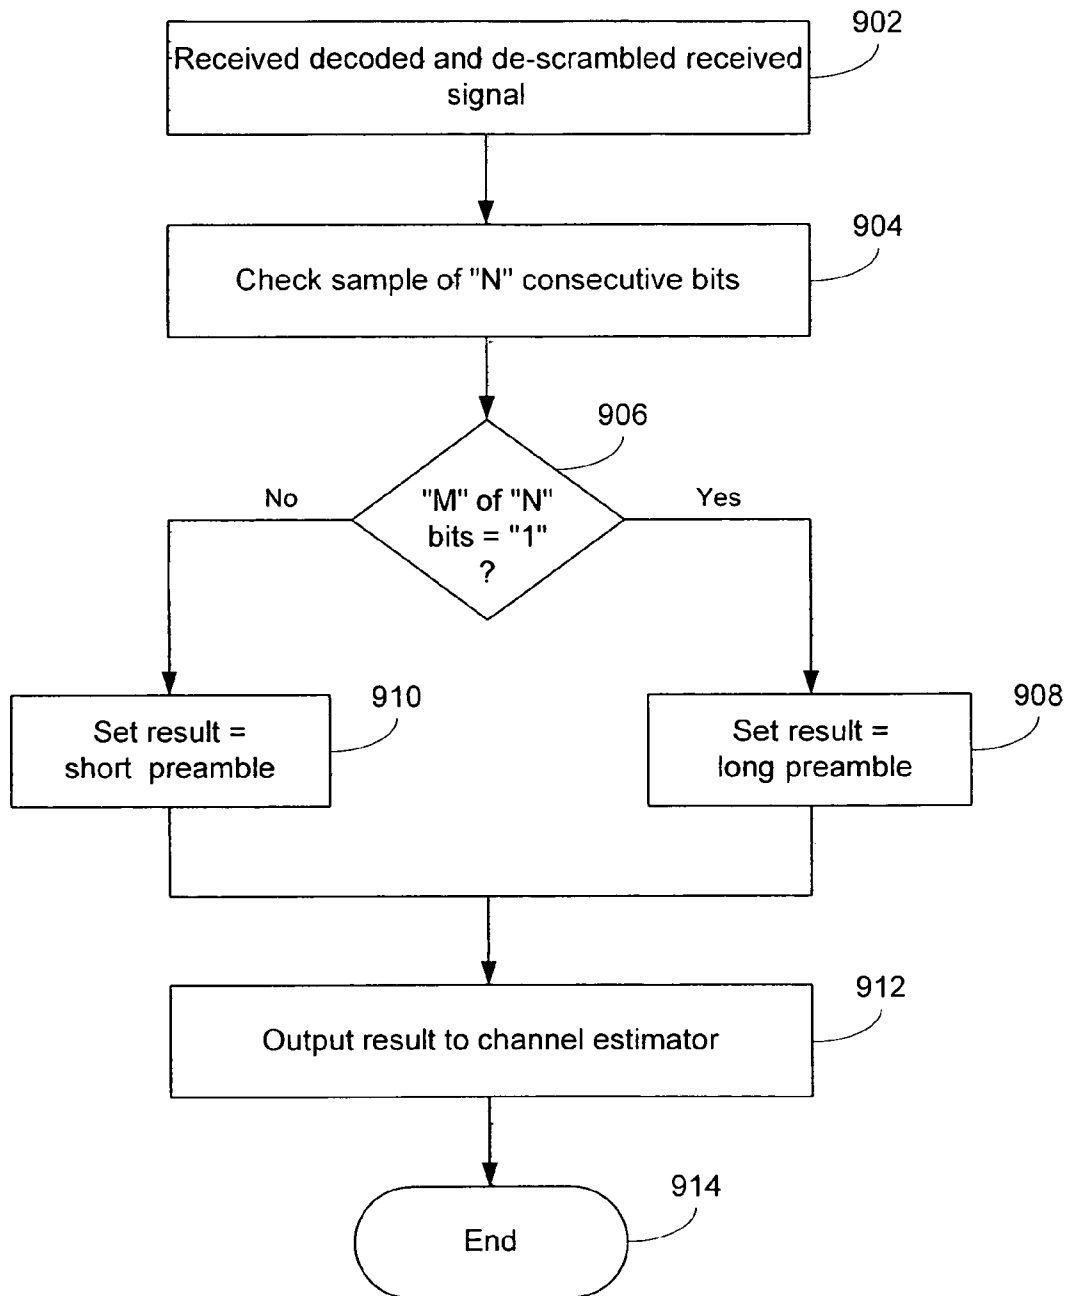 902
Received decoded and de-scrambled received
signal
904
Check sample of "N" consecutive bits
906
No
Yes
"M" of "N"
bits = "1"
?
910
908
Set result =
short preamble
Set result =
long preamble
912
Output result to channel estimator
914
End